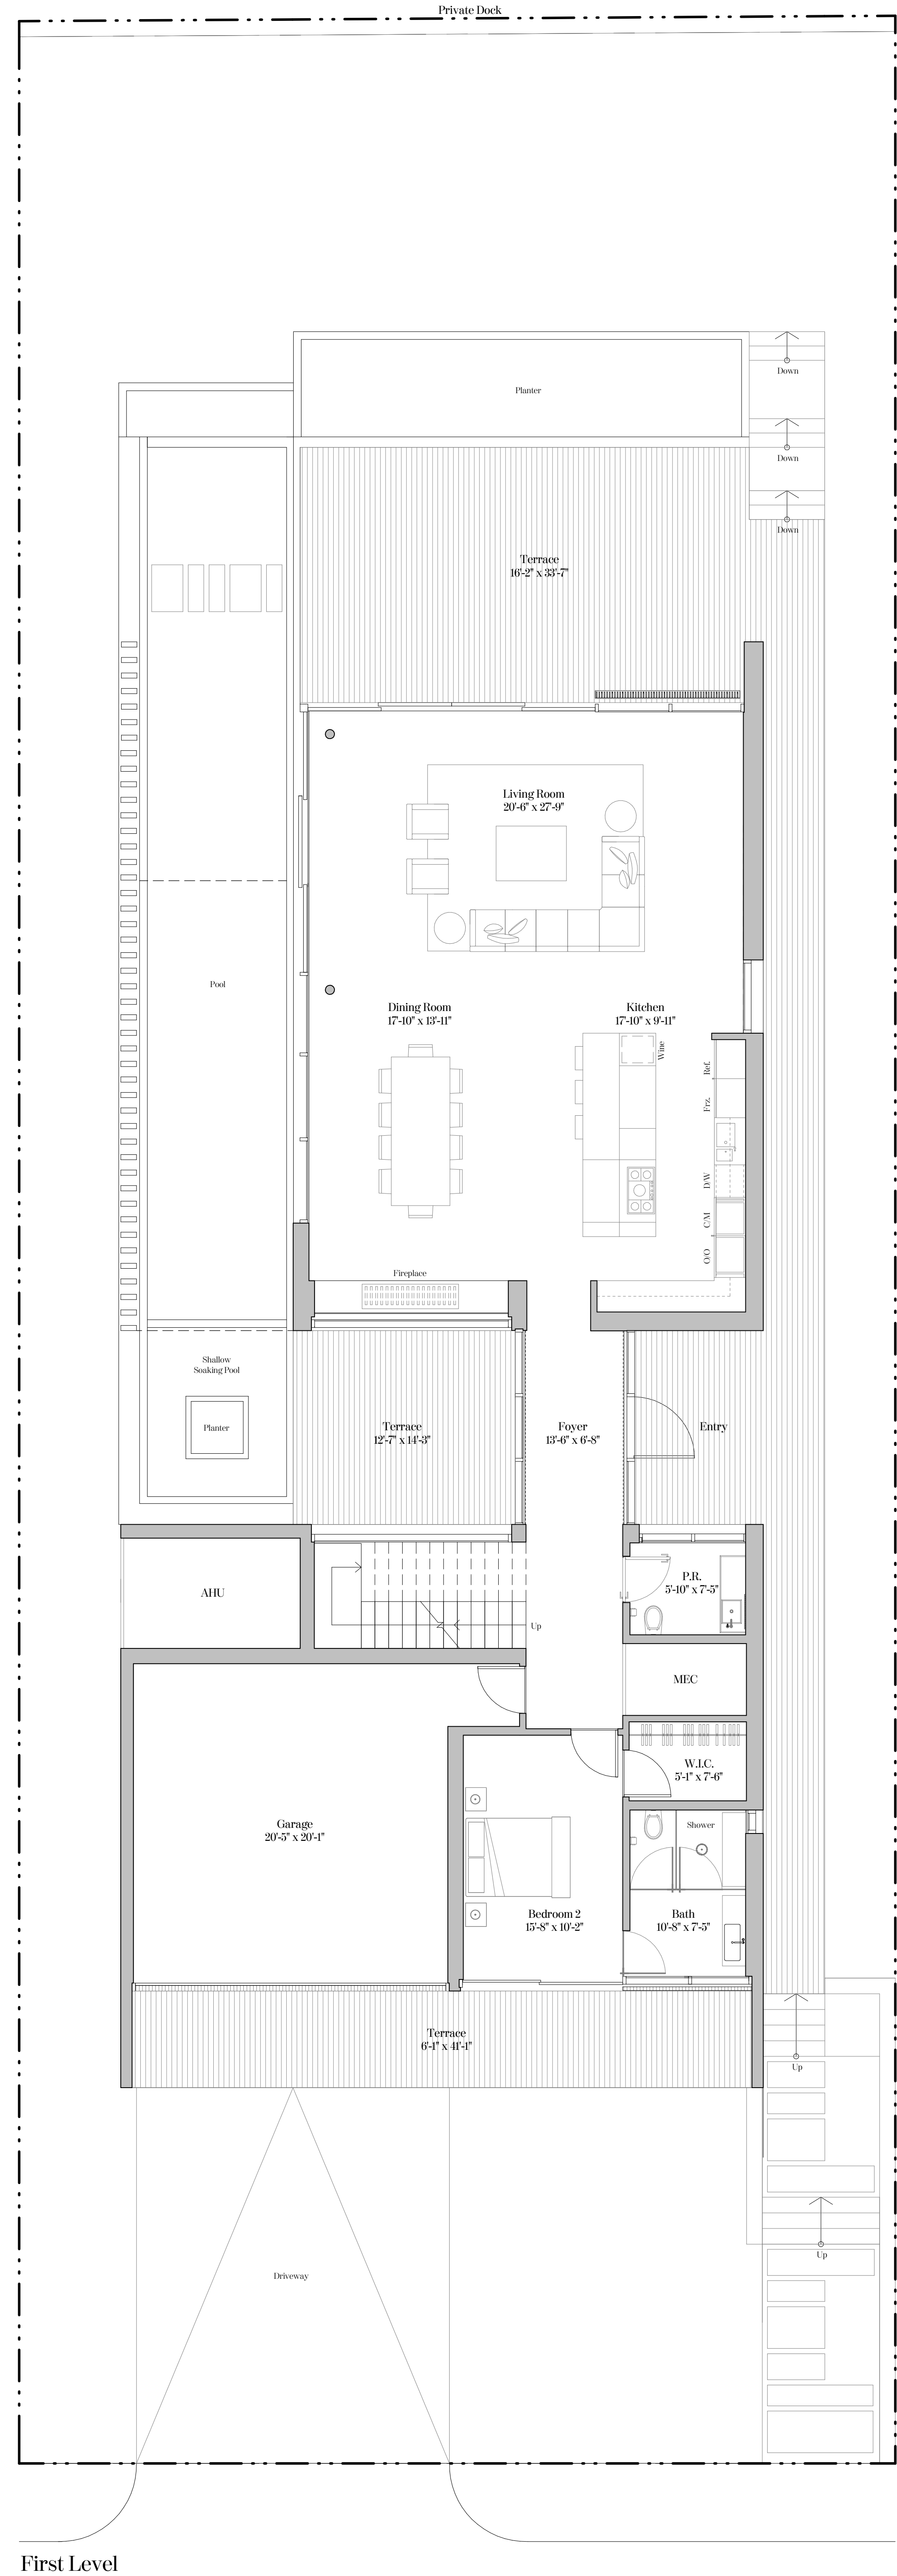 Private Dock
Down
Planter
Down
Down
Terrace
16'-2" x 33'-7"
Living Room
20'-6" x 27'-9"
Pool
Dining Room
17'-10" x 13'-11"
Kitchen
17'-10" x 9'-11"
Wine
Ref.
Frz.
D/W
C/M
O/O
Fireplace
Shallow
Soaking Pool
Planter
Terrace
12'-7" x 14'-3"
Foyer
13'-6" x 6'-8"
Entry
AHU
P.R.
5'-10" x 7'-5"
Up
MEC
W.I.C.
5'-1" x 7'-6"
Garage
20'-5" x 20'-1"
Shower
Bedroom 2
15'-8" x 10'-2"
Bath
10'-8" x 7'-5"
Terrace
6'-1" x 41'-1"
Up
Up
Driveway
First Level